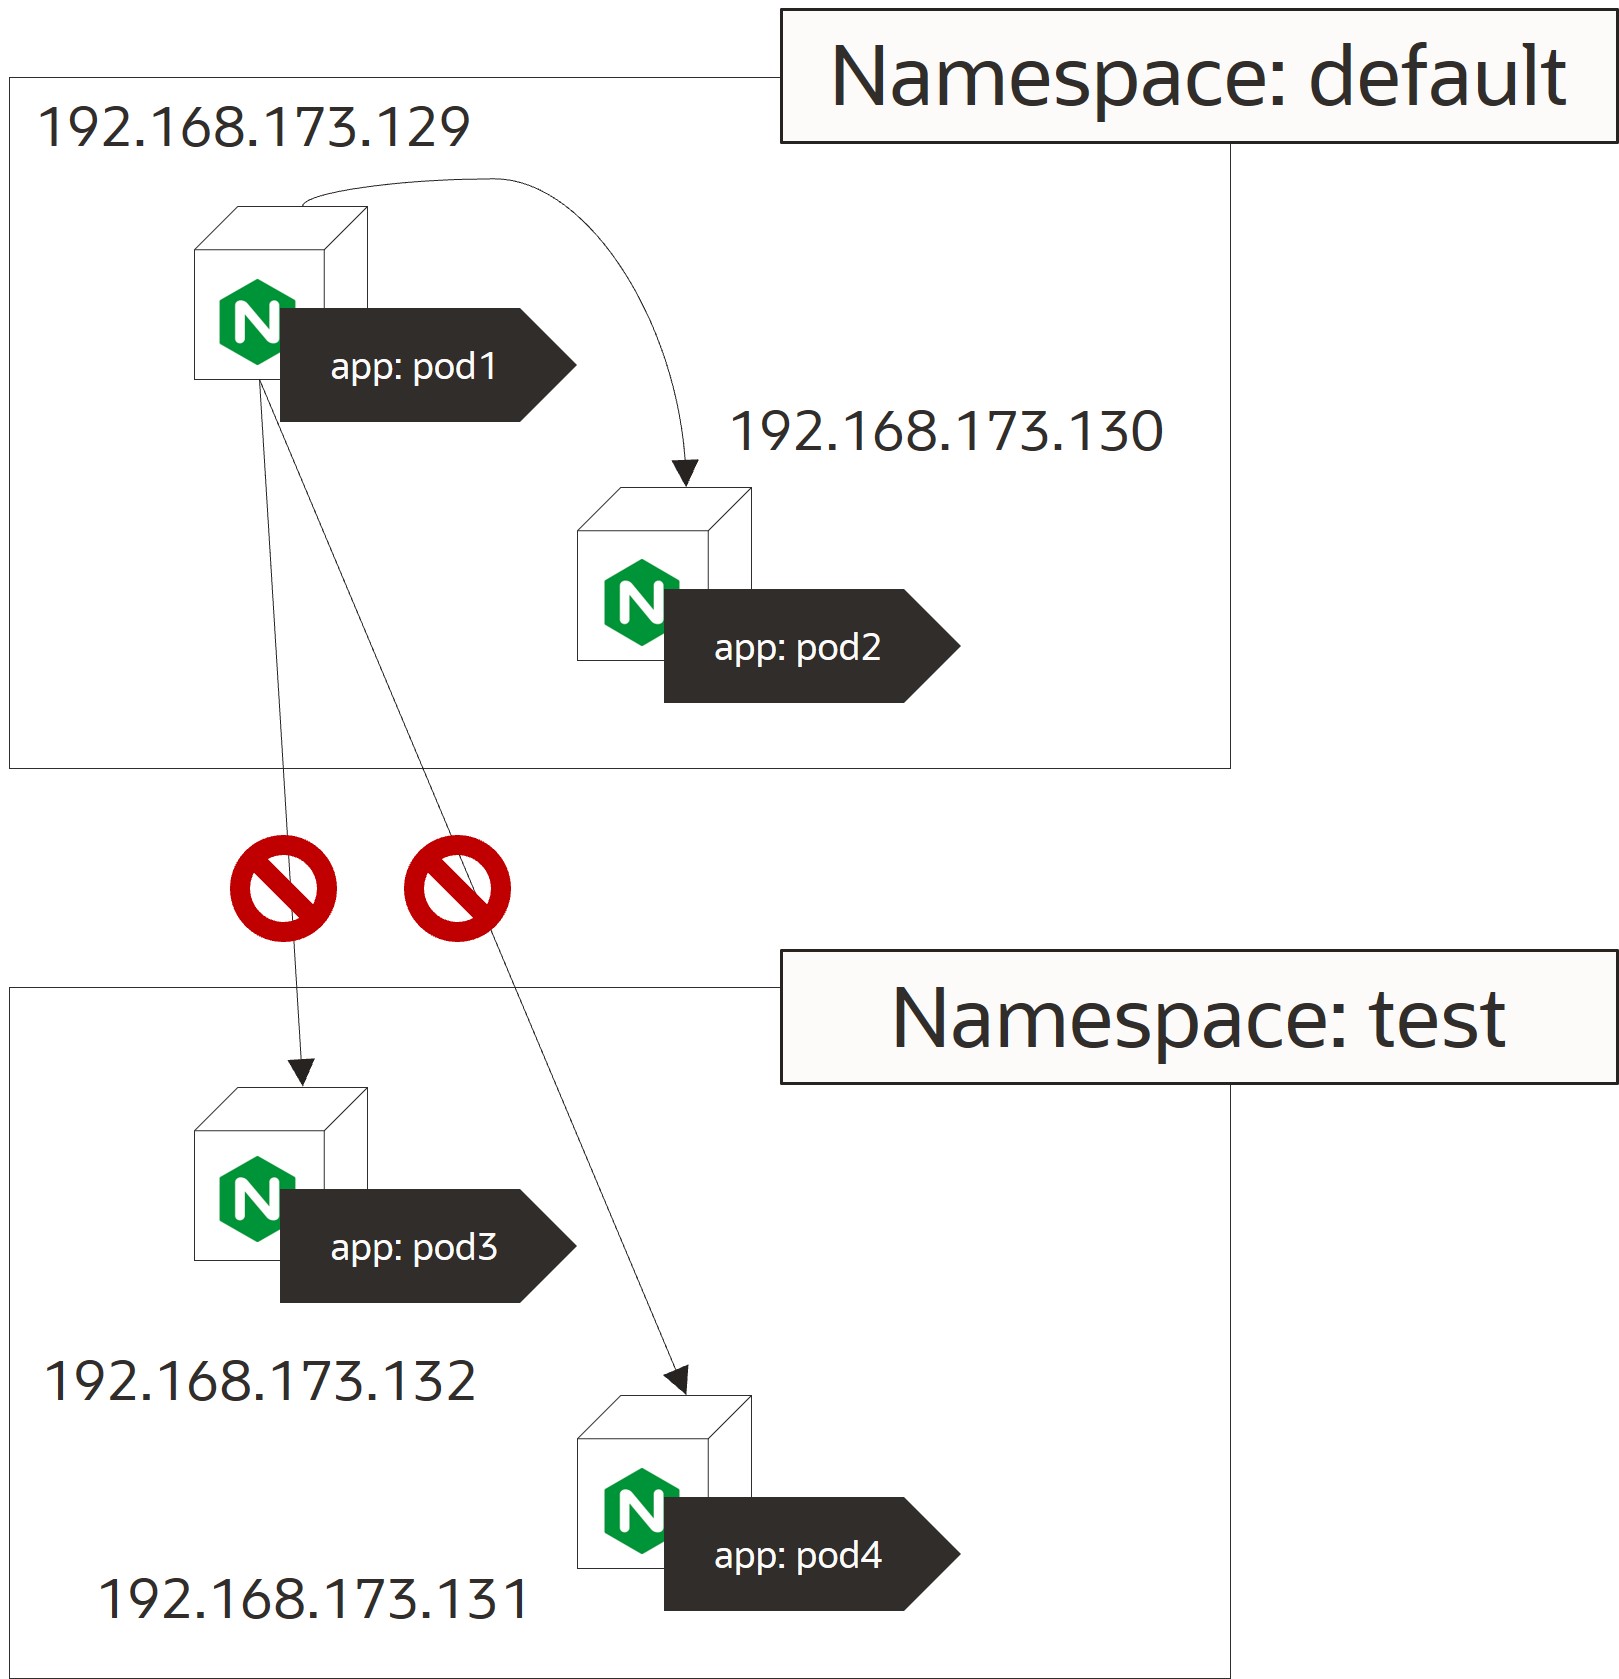 Namespace: default
192.168.173.129
N
app: pod1
192.168.173.130
N
app: pod2
Namespace: test
N
app: pod3
192.168.173.132
N
app: pod4
192.168.173.131